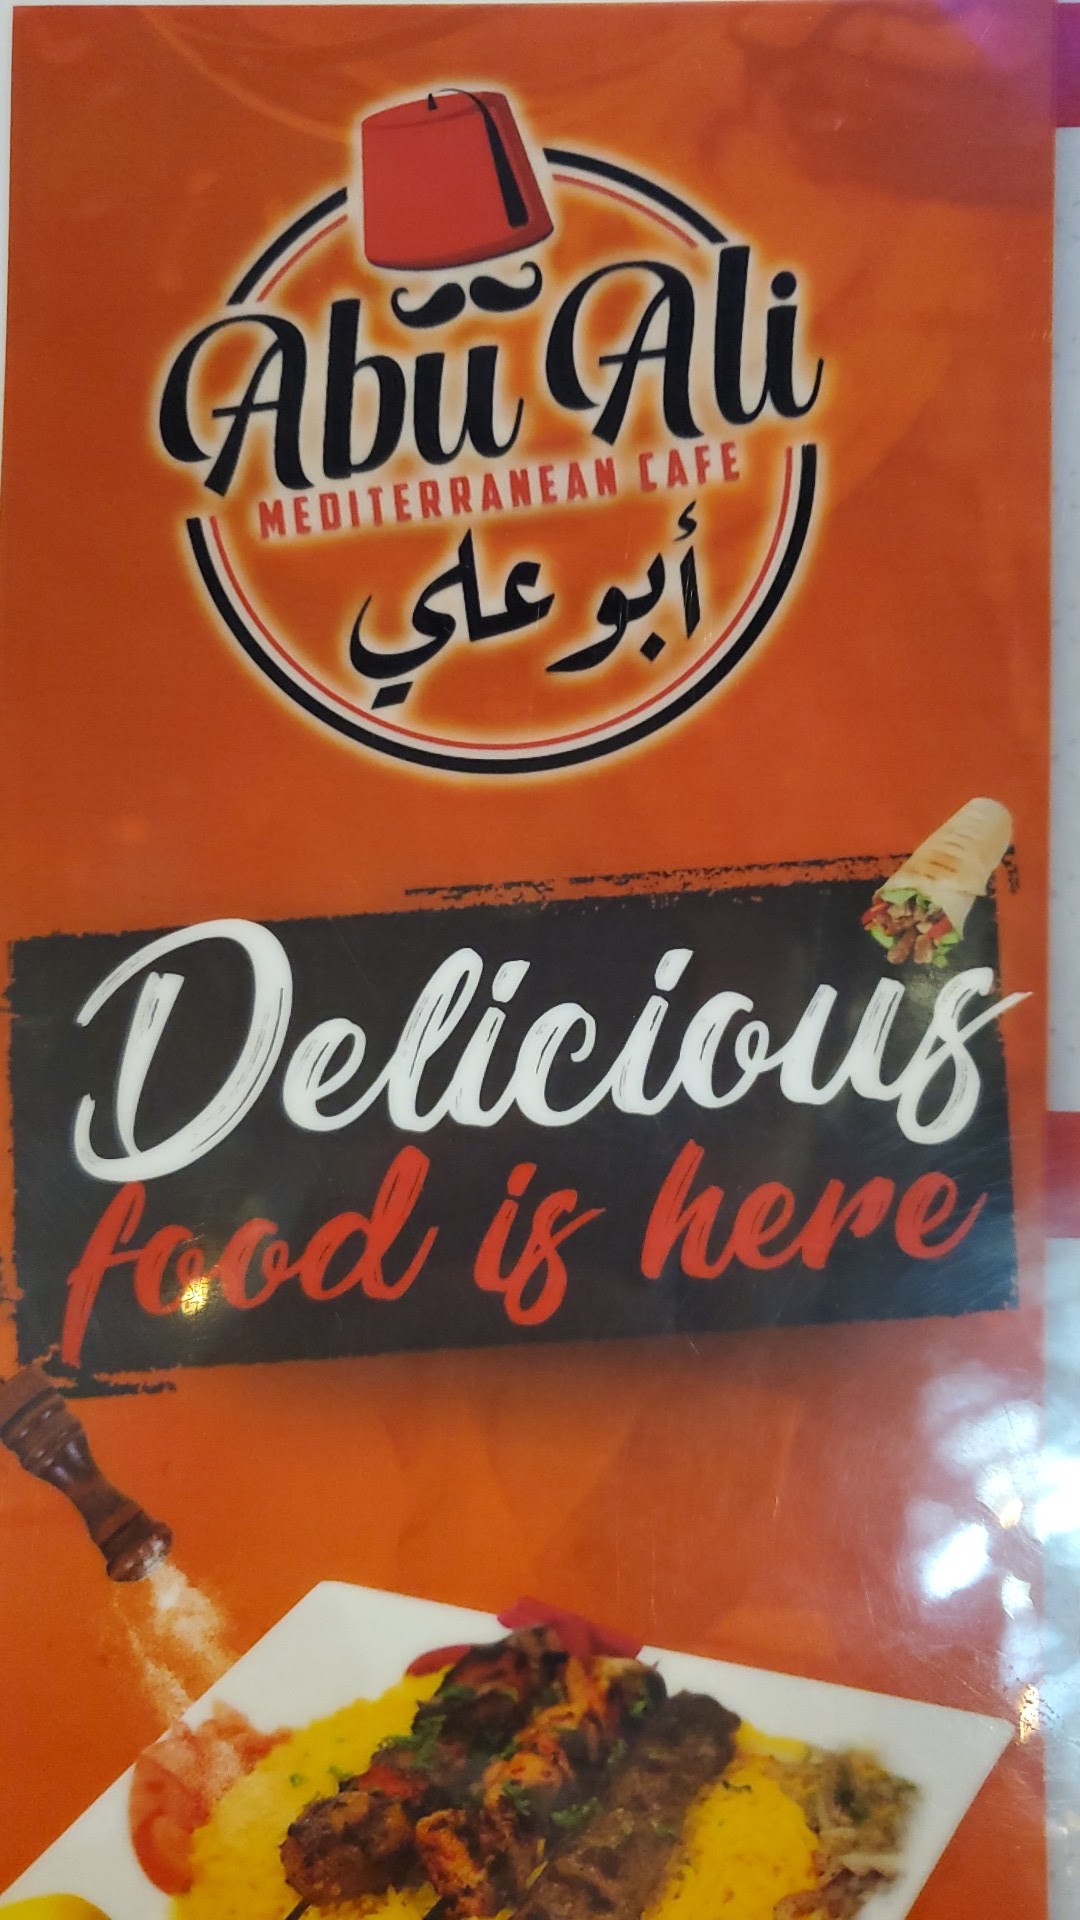 Abu Ali
MEDITERRANEAN CAFE
أبو علي
Delicious
food is here